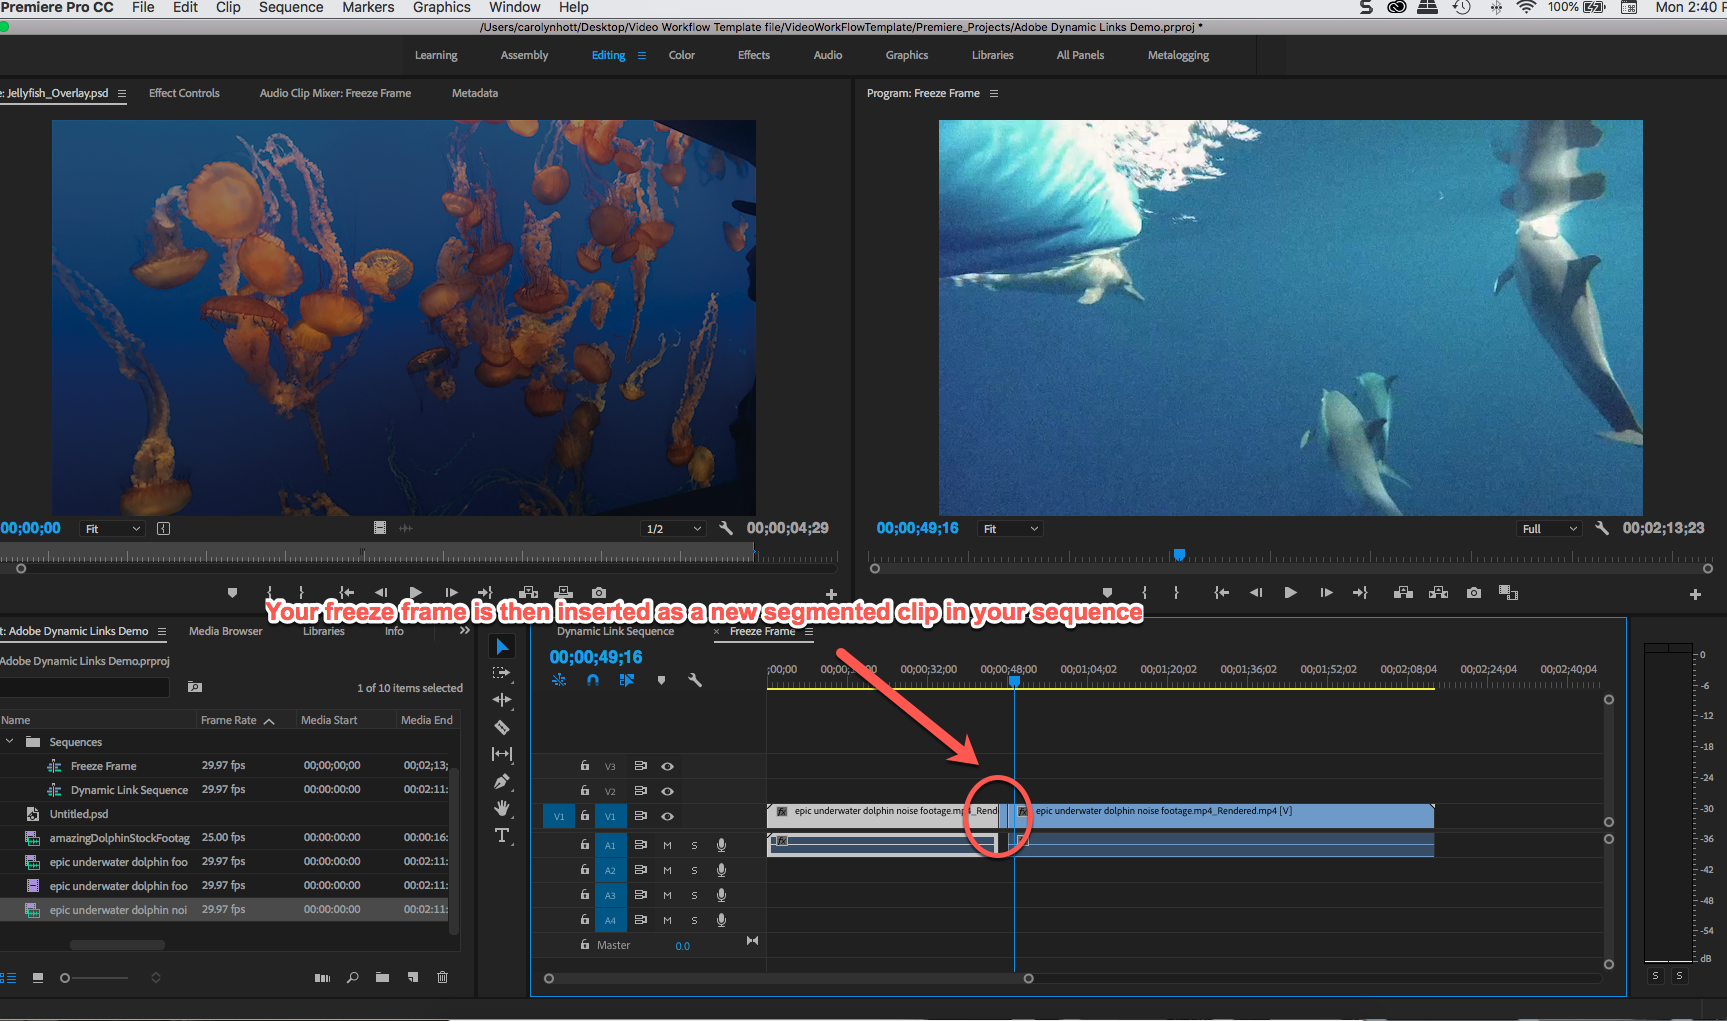 Premiere Pro CC File Edit Clip Sequence Markers Graphics Window Help 100% Mon 2:40 P
/Users/carolynhott/Desktop/Video Workflow Template file/VideoWorkFlowTemplate/Premiere_Projects/Adobe Dynamic Links Demo.prproj *
Learning Assembly Editing Color Effects Audio Graphics Libraries All Panels Metalogging
e: Jellyfish_Overlay.psd Effect Controls Audio Clip Mixer: Freeze Frame Metadata
Program: Freeze Frame
00;00;00 Fit 1/2 00;00;04;29
00;00;49;16 Fit Full 00;02;13;23
Your freeze frame is then inserted as a new segmented clip in your sequence
t: Adobe Dynamic Links Demo Media Browser Libraries Info
Adobe Dynamic Links Demo.prproj
1 of 10 items selected
Name Frame Rate Media Start Media End
Sequences
Freeze Frame 29.97 fps 00;00;00;00 00;02;13;
Dynamic Link Sequence 29.97 fps 00:00:00:00 00:02:11:
Untitled.psd
amazingDolphinStockFootag 25.00 fps 00:00:00:00 00:00:16:
epic underwater dolphin foo 29.97 fps 00:00:00:00 00:02:11:
epic underwater dolphin foo 29.97 fps 00:00:00:00 00:02:11:
epic underwater dolphin noi 29.97 fps 00:00:00:00 00:02:11:
Dynamic Link Sequence × Freeze Frame
00;00;49;16
;00;00 00;00;32;00 00;00;48;00 00;01;04;02 00;01;20;02 00;01;36;02 00;01;52;02 00;02;08;04 00;02;24;04 00;02;40;04
V3
V2
V1 V1 fx epic underwater dolphin noise footage.mp4_Rend fx epic underwater dolphin noise footage.mp4_Rendered.mp4 [V]
A1 M S fx
A2 M S
A3 M S
A4 M S
Master 0.0
T
0
-6
-12
-18
-24
-30
-36
-42
-48
-54
dB
S S